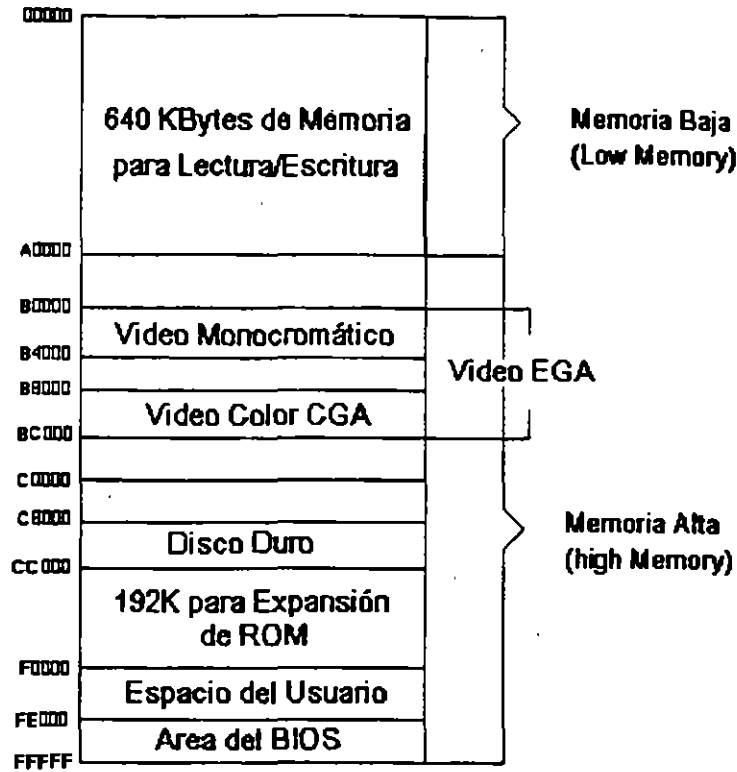 00000
640 KBytes de Memoria
para Lectura/Escritura
Memoria Baja
(Low Memory)
A0000
B0000
Video Monocromático
B4000
Video EGA
B8000
Video Color CGA
BC000
C0000
C8000
Disco Duro
Memoria Alta
(high Memory)
CC000
192K para Expansión
de ROM
F0000
Espacio del Usuario
FE000
Area del BIOS
FFFFF